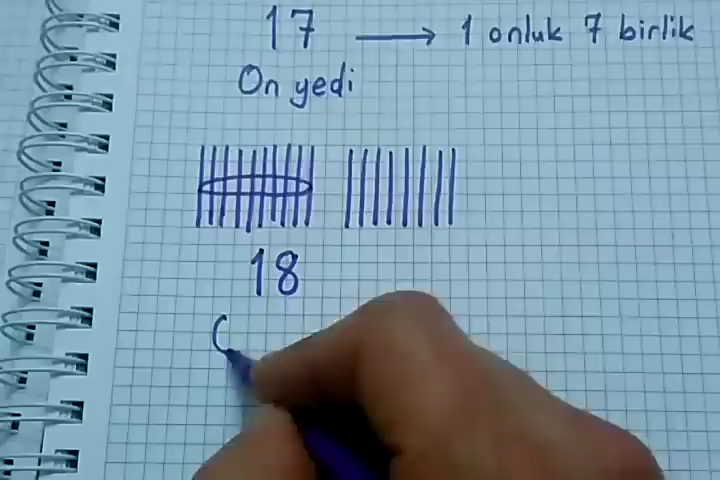 17 → 1 onluk 7 birlik
On yedi
18